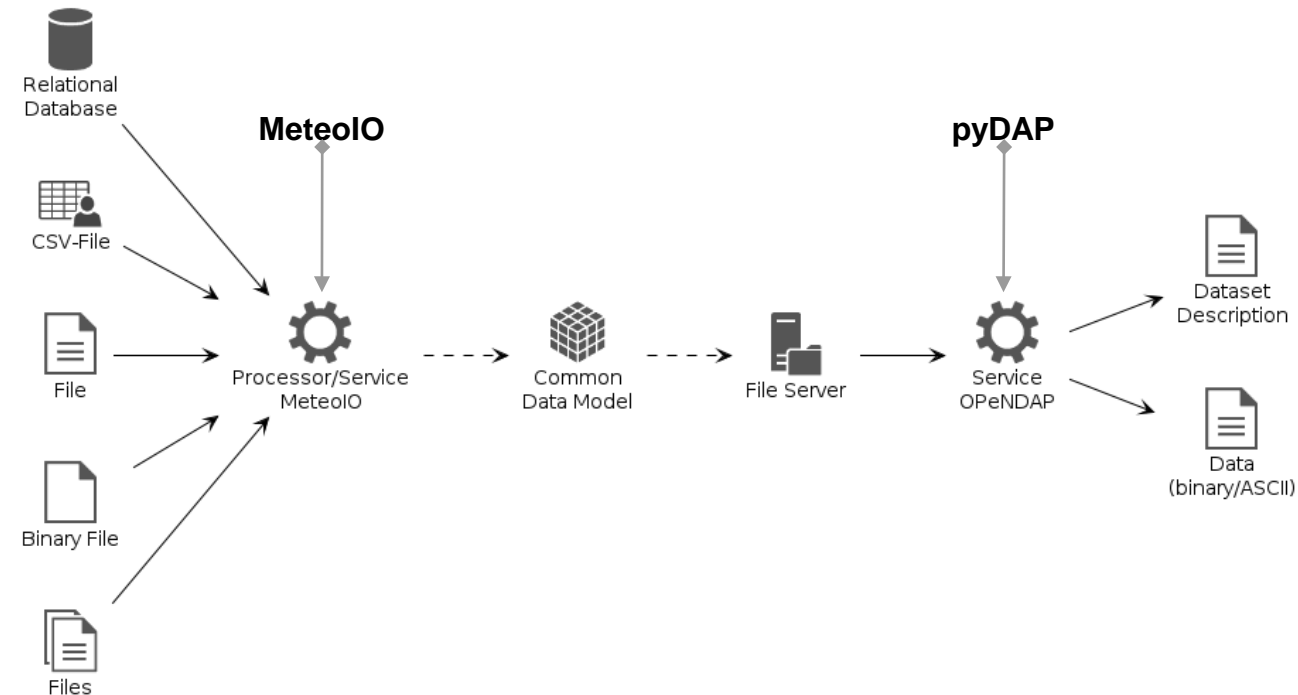 Relational
Database
MeteoIO
pyDAP
CSV-File
File
Processor/Service
MeteoIO
Common
Data Model
File Server
Service
OPeNDAP
Dataset
Description
Data
(binary/ASCII)
Binary File
Files